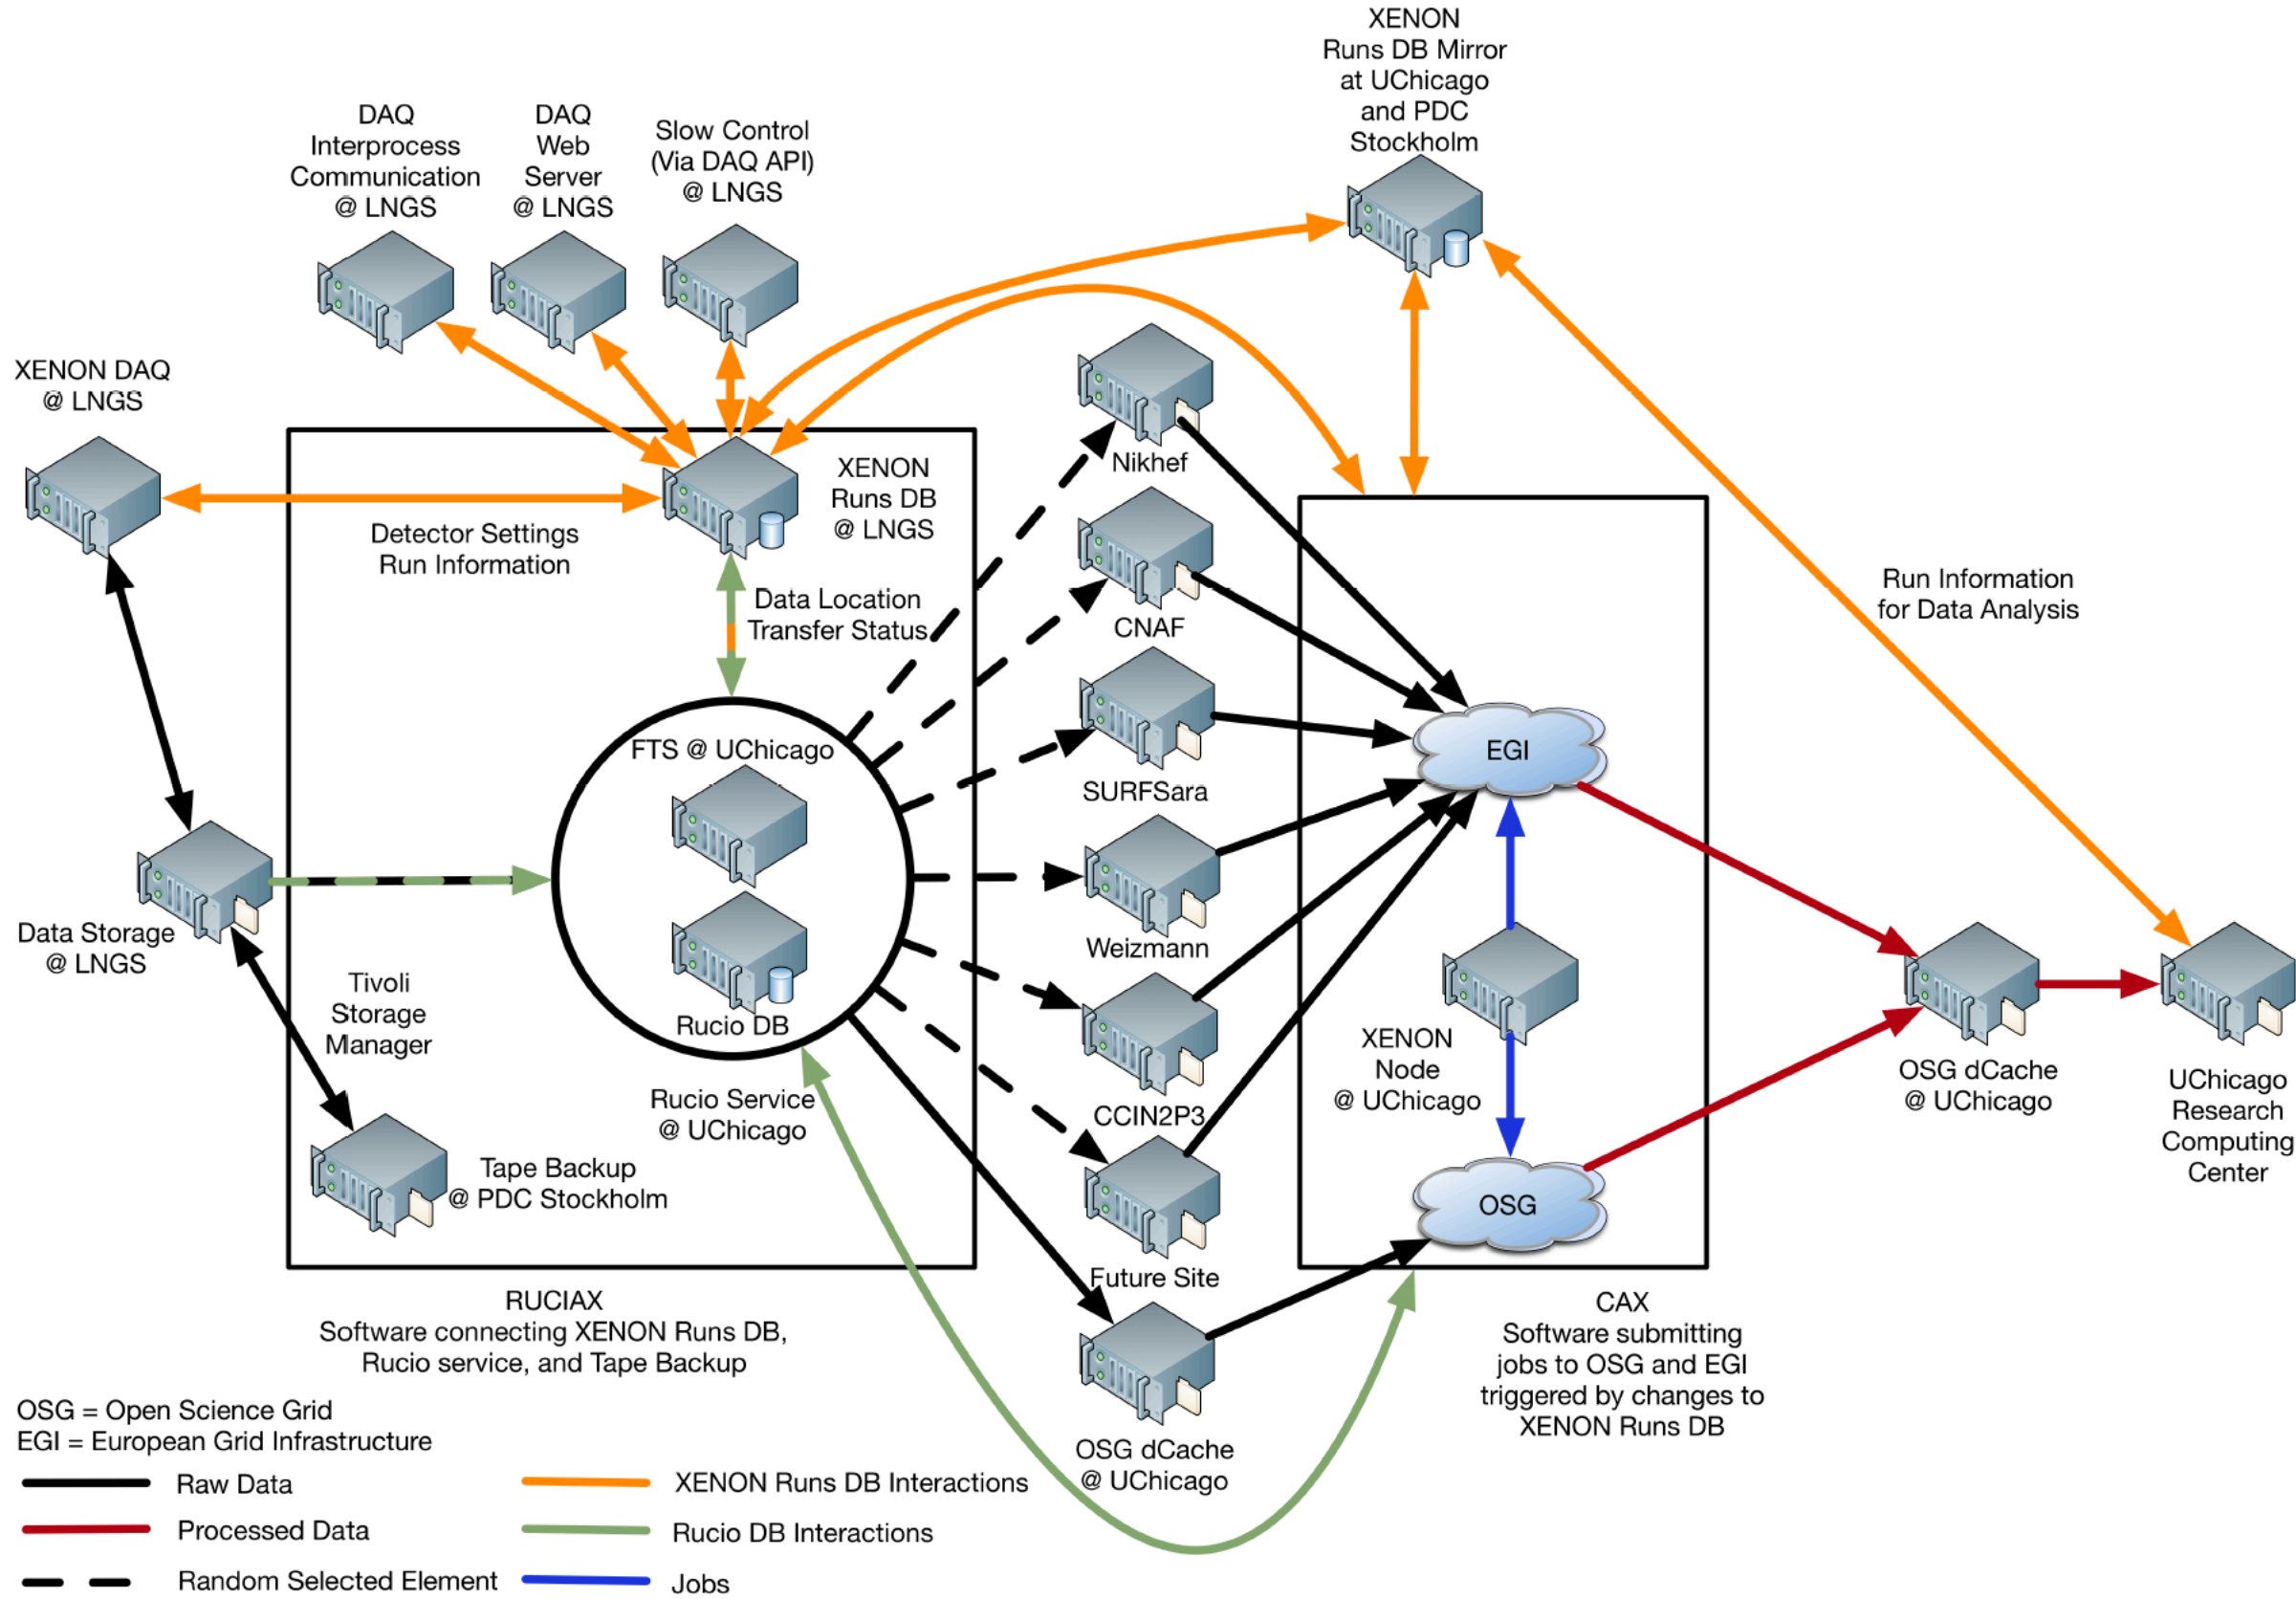 XENON
Runs DB Mirror
at UChicago
and PDC
Stockholm
DAQ
Interprocess
Communication
@ LNGS
DAQ
Web
Server
@ LNGS
Slow Control
(Via DAQ API)
@ LNGS
XENON DAQ
@ LNGS
XENON
Runs DB
@ LNGS
Detector Settings
Run Information
Data Location
Transfer Status
Nikhef
CNAF
SURFSara
Weizmann
CCIN2P3
Future Site
OSG dCache
@ UChicago
Run Information
for Data Analysis
FTS @ UChicago
Rucio DB
Rucio Service
@ UChicago
Data Storage
@ LNGS
Tivoli
Storage
Manager
Tape Backup
@ PDC Stockholm
EGI
XENON
Node
@ UChicago
OSG
OSG dCache
@ UChicago
UChicago
Research
Computing
Center
RUCIAX
Software connecting XENON Runs DB,
Rucio service, and Tape Backup
CAX
Software submitting
jobs to OSG and EGI
triggered by changes to
XENON Runs DB
OSG = Open Science Grid
EGI = European Grid Infrastructure
Raw Data
Processed Data
Random Selected Element
XENON Runs DB Interactions
Rucio DB Interactions
Jobs